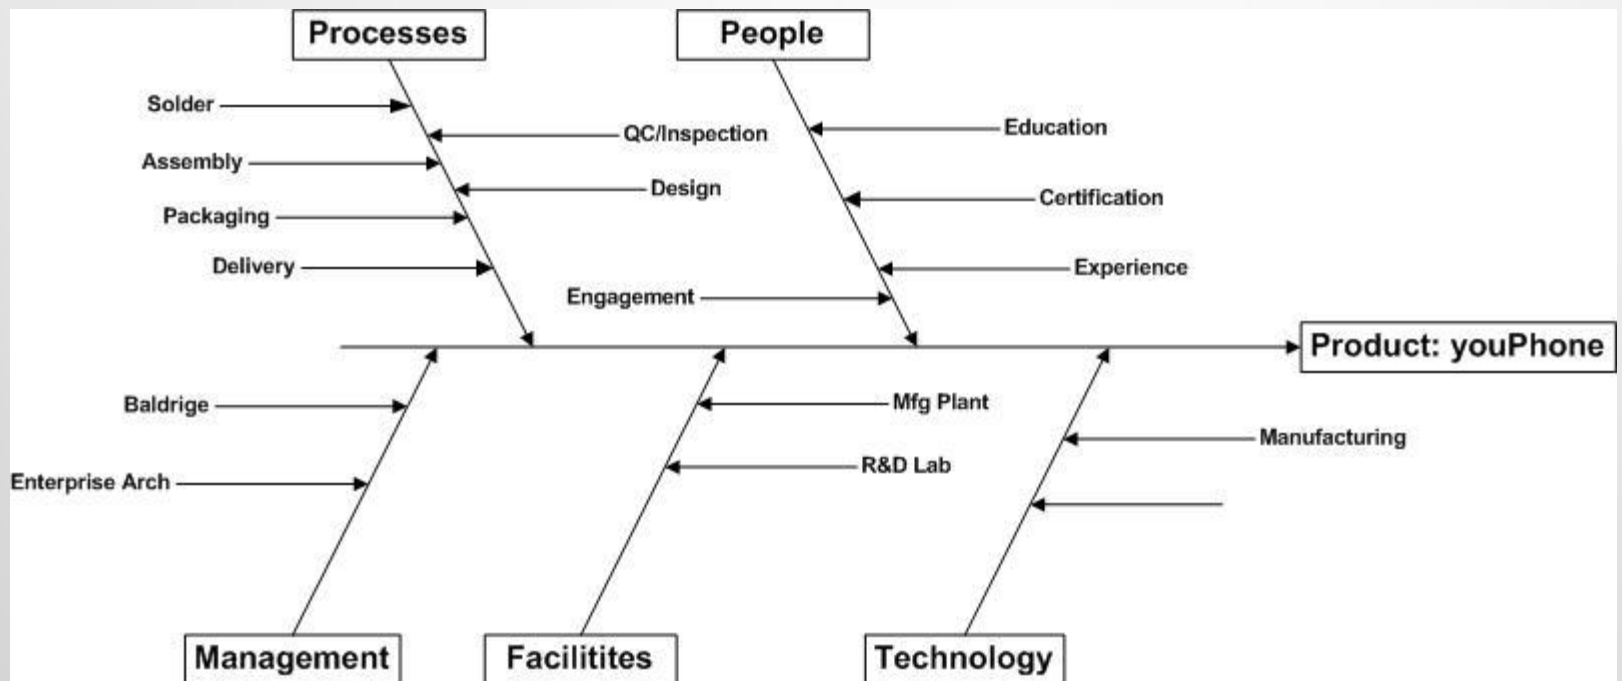 Processes
People
Solder
QC/Inspection
Education
Assembly
Design
Certification
Packaging
Delivery
Experience
Engagement
Product: youPhone
Baldrige
Mfg Plant
Manufacturing
R&D Lab
Enterprise Arch
Management
Facilitites
Technology